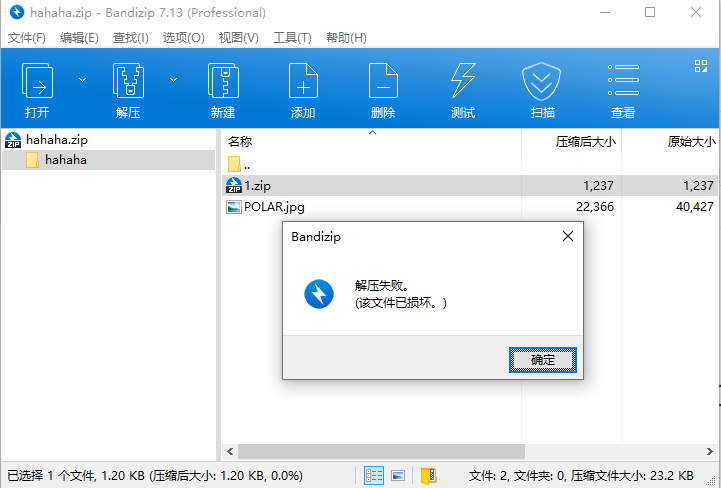 hahaha.zip - Bandizip 7.13 (Professional)
文件(F) 编辑(E) 查找(I) 选项(O) 视图(V) 工具(T) 帮助(H)
打开 解压 新建 添加 删除 测试 扫描 查看
ZIP hahaha.zip
hahaha
名称 压缩后大小 原始大小
..
ZIP 1.zip 1,237 1,237
POLAR.jpg 22,366 40,427
Bandizip
解压失败。
(该文件已损坏。)
确定
已选择 1 个文件, 1.20 KB (压缩后大小: 1.20 KB, 0.0%) 文件: 2, 文件夹: 0, 压缩文件大小: 23.2 KB